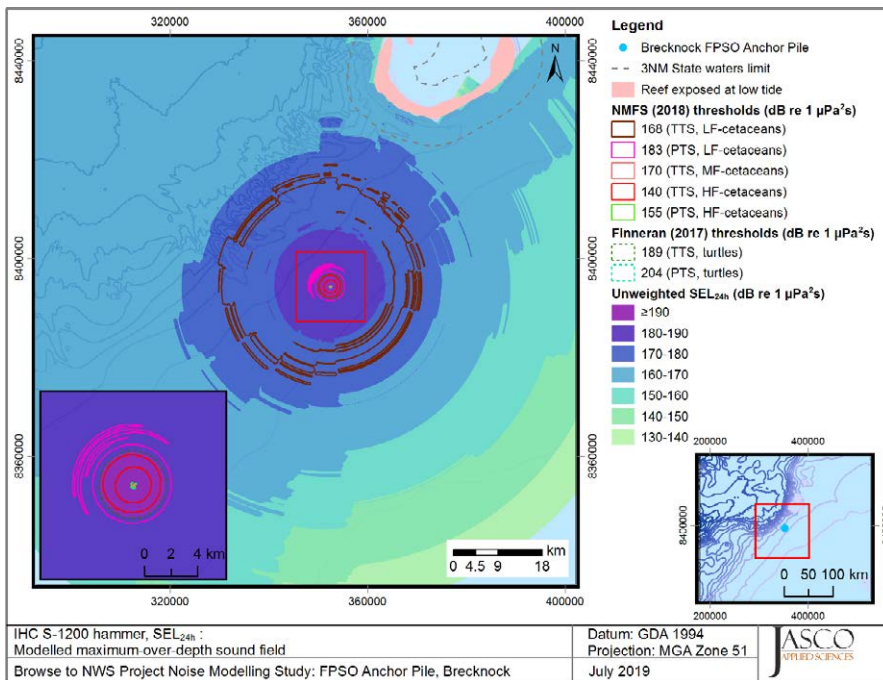 320000 360000 400000
8440000 8440000
N
8400000 8400000
8360000 8360000
0 2 4 km
km
0 4.5 9 18
320000 360000 400000
Legend
Brecknock FPSO Anchor Pile
3NM State waters limit
Reef exposed at low tide
NMFS (2018) thresholds (dB re 1 µPa²s)
168 (TTS, LF-cetaceans)
183 (PTS, LF-cetaceans)
170 (TTS, MF-cetaceans)
140 (TTS, HF-cetaceans)
155 (PTS, HF-cetaceans)
Finneran (2017) thresholds (dB re 1 µPa²s)
189 (TTS, turtles)
204 (PTS, turtles)
Unweighted SEL24h (dB re 1 µPa²s)
≥190
180-190
170-180
160-170
150-160
140-150
130-140
200000 400000
8400000 8400000
0 50 100 km
200000 400000
IHC S-1200 hammer, SEL24h :
Modelled maximum-over-depth sound field
Browse to NWS Project Noise Modelling Study: FPSO Anchor Pile, Brecknock
Datum: GDA 1994
Projection: MGA Zone 51
July 2019
JASCO
APPLIED SCIENCES